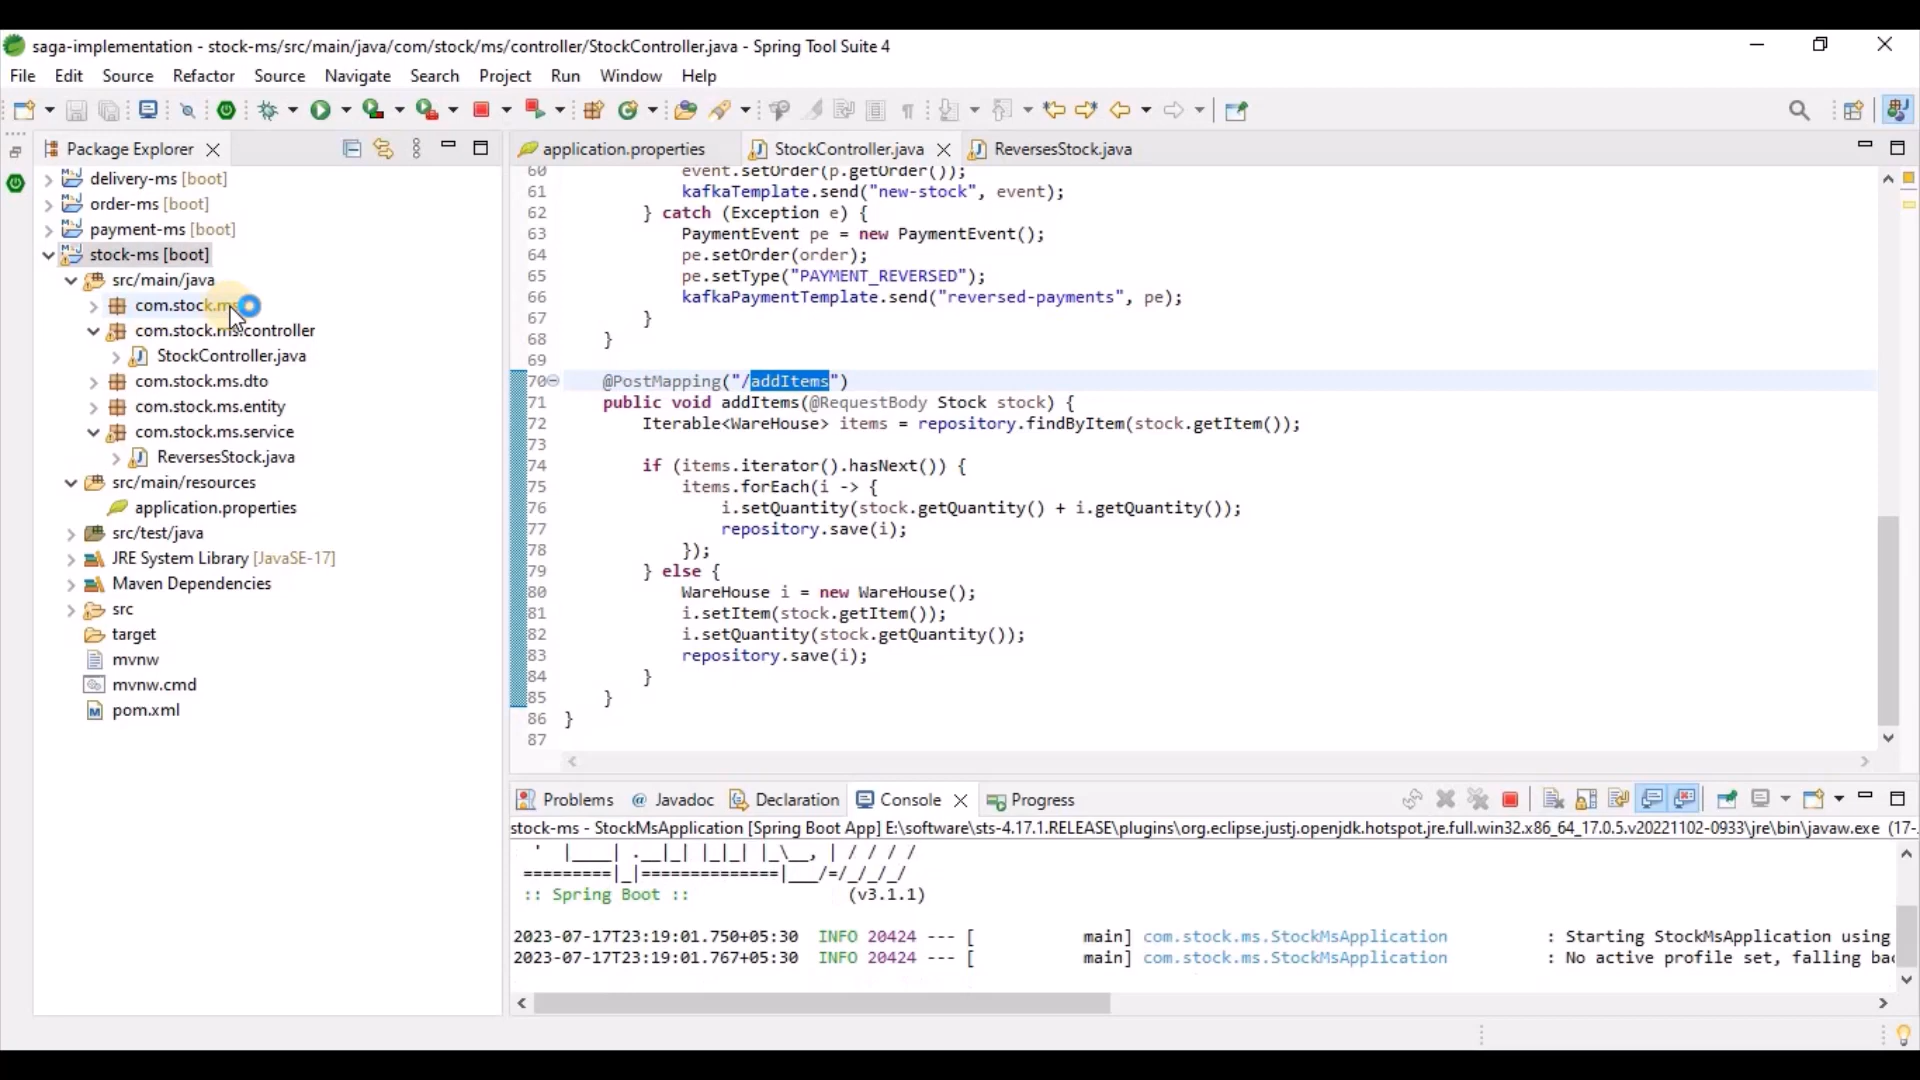 saga-implementation - stock-ms/src/main/java/com/stock/ms/controller/StockController.java - Spring Tool Suite 4
File Edit Source Refactor Source Navigate Search Project Run Window Help
Package Explorer
delivery-ms [boot]
order-ms [boot]
payment-ms [boot]
stock-ms [boot]
src/main/java
com.stock.ms
com.stock.ms.controller
StockController.java
com.stock.ms.dto
com.stock.ms.entity
com.stock.ms.service
ReversesStock.java
src/main/resources
application.properties
src/test/java
JRE System Library [JavaSE-17]
Maven Dependencies
src
target
mvnw
mvnw.cmd
pom.xml
application.properties StockController.java ReversesStock.java
60 event.setOrder(p.getOrder());
61 kafkaTemplate.send("new-stock", event);
62 } catch (Exception e) {
63 PaymentEvent pe = new PaymentEvent();
64 pe.setOrder(order);
65 pe.setType("PAYMENT_REVERSED");
66 kafkaPaymentTemplate.send("reversed-payments", pe);
67 }
68 }
69
70 @PostMapping("/addItems")
71 public void addItems(@RequestBody Stock stock) {
72 Iterable<WareHouse> items = repository.findByItem(stock.getItem());
73
74 if (items.iterator().hasNext()) {
75 items.forEach(i -> {
76 i.setQuantity(stock.getQuantity() + i.getQuantity());
77 repository.save(i);
78 });
79 } else {
80 WareHouse i = new WareHouse();
81 i.setItem(stock.getItem());
82 i.setQuantity(stock.getQuantity());
83 repository.save(i);
84 }
85 }
86 }
87
Problems @ Javadoc Declaration Console Progress
stock-ms - StockMsApplication [Spring Boot App] E:\software\sts-4.17.1.RELEASE\plugins\org.eclipse.justj.openjdk.hotspot.jre.full.win32.x86_64_17.0.5.v20221102-0933\jre\bin\javaw.exe (17-
' |____| .__|_| |_|_| |_\__, | / / / /
=========|_|==============|___/=/_/_/_/
:: Spring Boot :: (v3.1.1)
2023-07-17T23:19:01.750+05:30 INFO 20424 --- [ main] com.stock.ms.StockMsApplication : Starting StockMsApplication using
2023-07-17T23:19:01.767+05:30 INFO 20424 --- [ main] com.stock.ms.StockMsApplication : No active profile set, falling bac